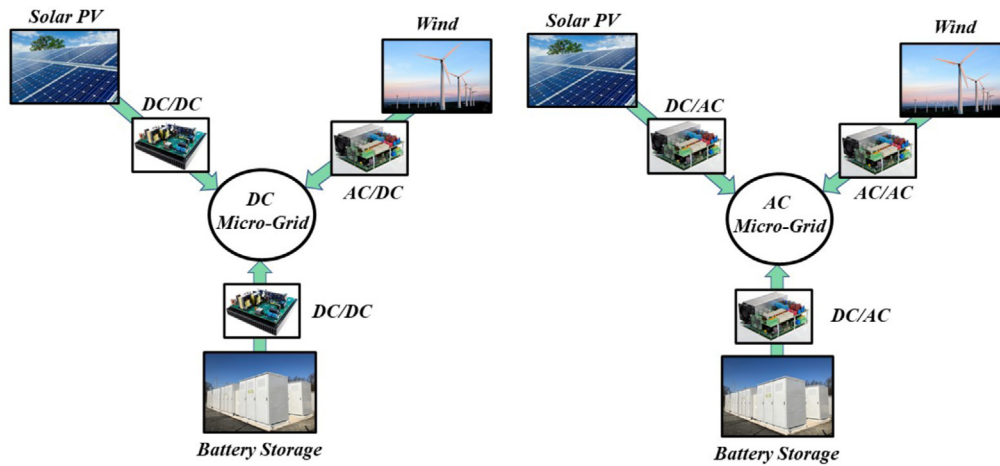 Solar PV
Wind
DC/DC
AC/DC
DC
Micro-Grid
DC/DC
Battery Storage
Solar PV
Wind
DC/AC
AC/AC
AC
Micro-Grid
DC/AC
Battery Storage